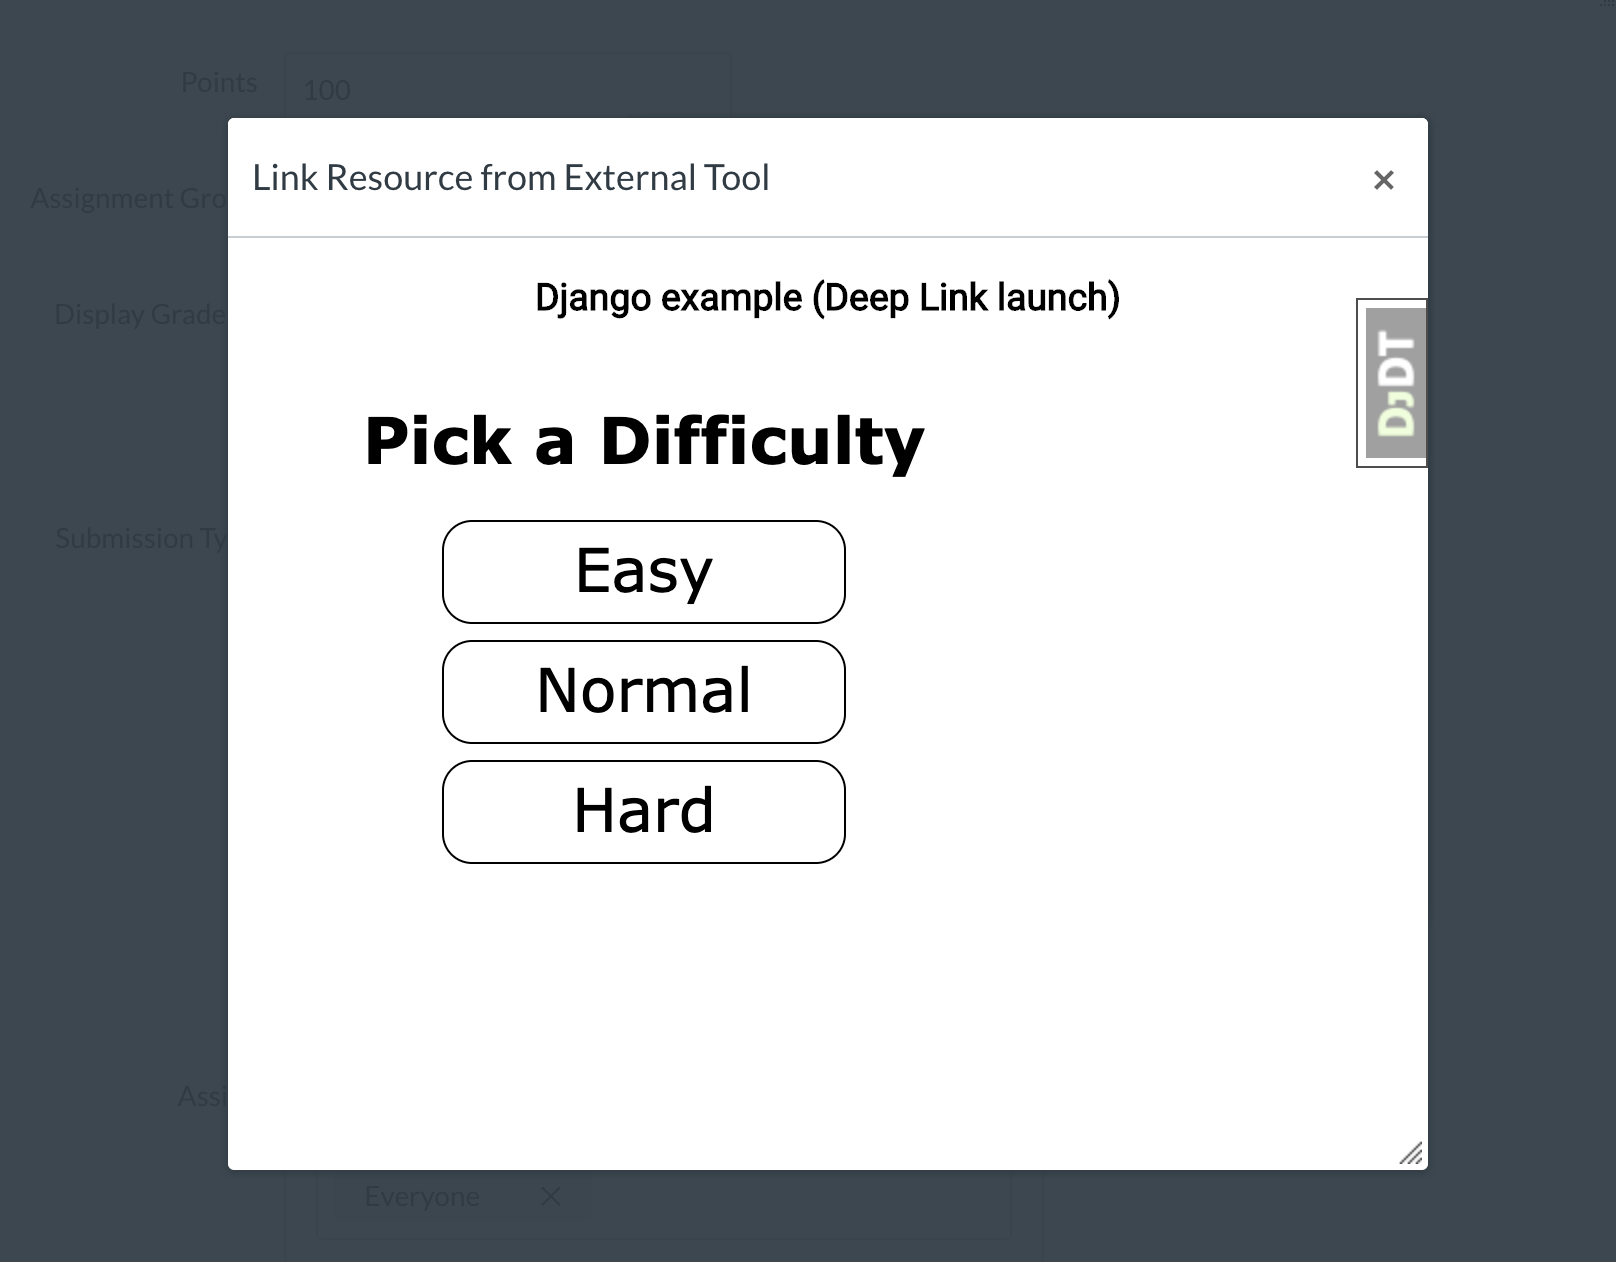 Points
100
Assignment Gro
Display Grade
Submission Ty
Assi
Link Resource from External Tool
×
Django example (Deep Link launch)
DjDT
Pick a Difficulty
Easy
Normal
Hard
Everyone